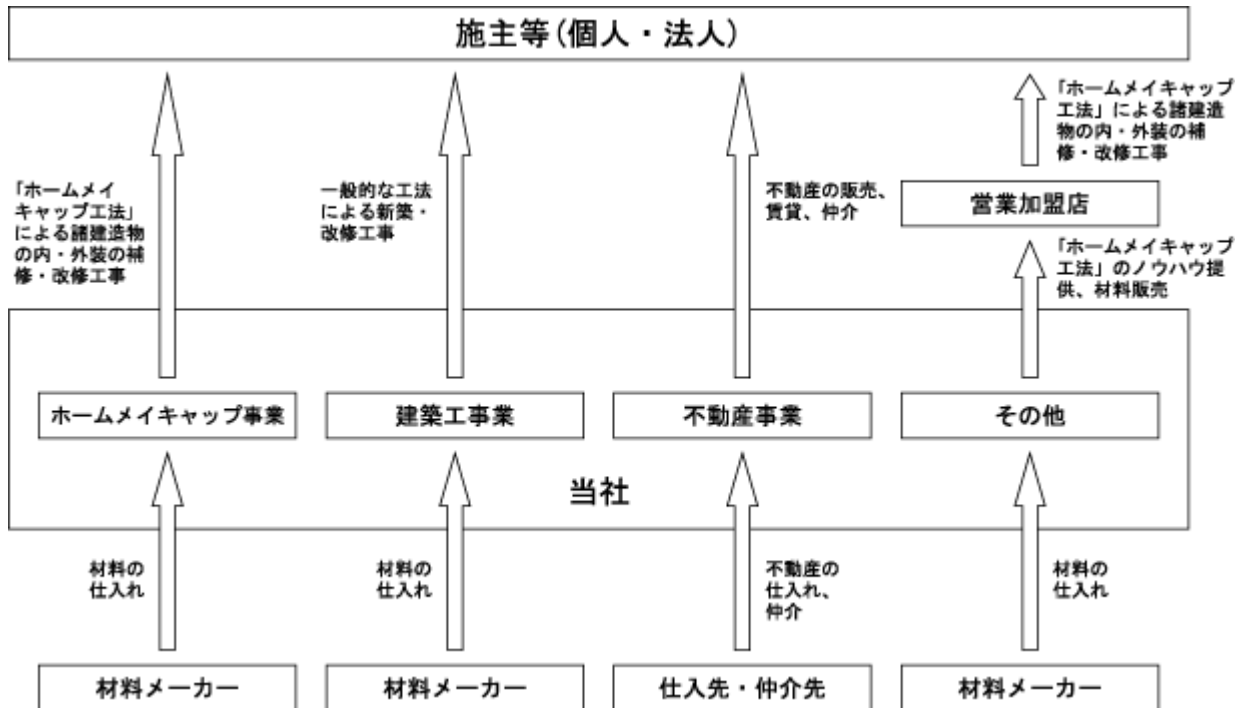 施主等(個人・法人)
「ホームメイ
キャップ工法」
による諸建造物
の内・外装の補
修・改修工事
一般的な工法
による新築・
改修工事
不動産の販売、
賃貸、仲介
「ホームメイキャップ
工法」による諸建造
物の内・外装の補
修・改修工事
営業加盟店
「ホームメイキャップ
工法」のノウハウ提
供、材料販売
ホームメイキャップ事業
建築工事業
不動産事業
その他
当社
材料の
仕入れ
材料の
仕入れ
不動産の
仕入れ、
仲介
材料の
仕入れ
材料メーカー
材料メーカー
仕入先・仲介先
材料メーカー